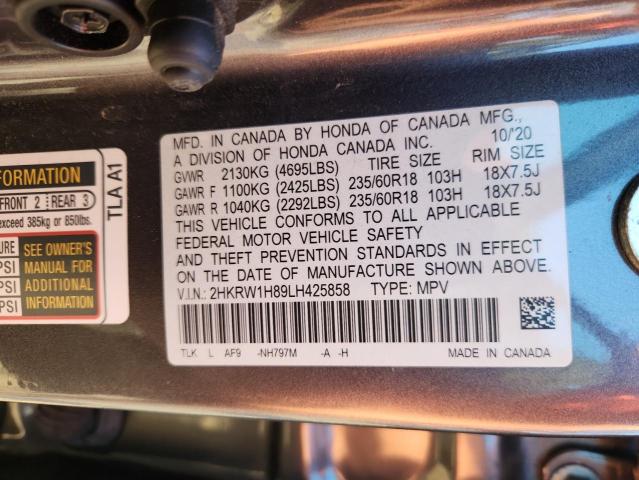 MFD. IN CANADA BY HONDA OF CANADA MFG.,
A DIVISION OF HONDA CANADA INC. 10/'20
GVWR 2130KG (4695LBS) TIRE SIZE RIM SIZE
GAWR F 1100KG (2425LBS) 235/60R18 103H 18X7.5J
GAWR R 1040KG (2292LBS) 235/60R18 103H 18X7.5J
THIS VEHICLE CONFORMS TO ALL APPLICABLE
FEDERAL MOTOR VEHICLE SAFETY
AND THEFT PREVENTION STANDARDS IN EFFECT
ON THE DATE OF MANUFACTURE SHOWN ABOVE.
V.I.N.: 2HKRW1H89LH425858 TYPE: MPV
TLK L AF9 -NH797M -A -H MADE IN CANADA
FORMATION
FRONT 2 REAR 3
exceed 385kg or 850lbs.
SEE OWNER'S
MANUAL FOR
ADDITIONAL
INFORMATION
PSI
PSI
TLA A1